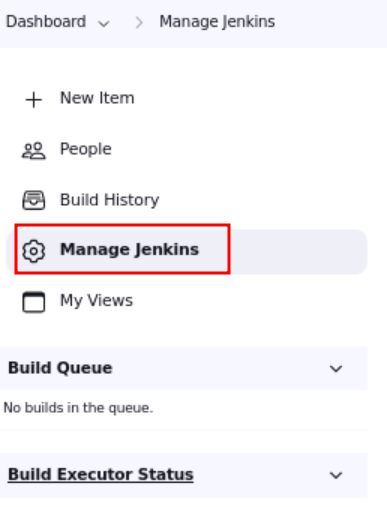 Dashboard Manage Jenkins
New Item
People
Build History
Manage Jenkins
My Views
Build Queue
No builds in the queue.
Build Executor Status